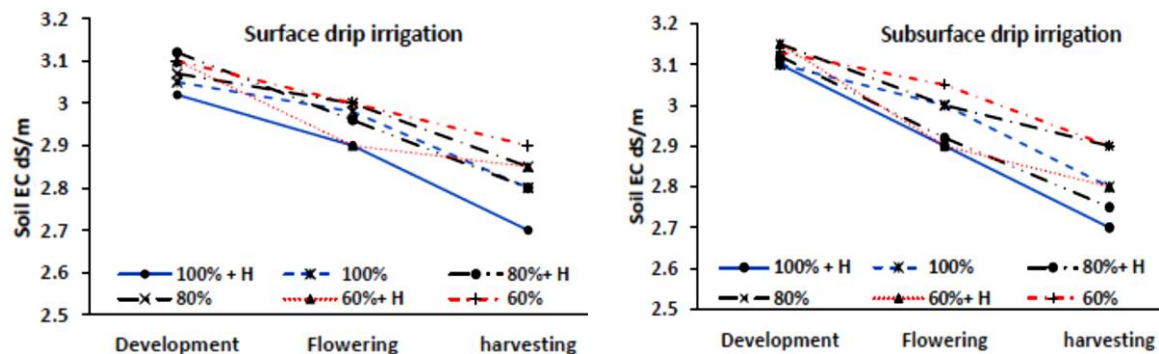 Surface drip irrigation
Soil EC dS/m
3.2
3.1
3
2.9
2.8
2.7
2.6
2.5
100% + H
100%
80%+ H
80%
60%+ H
60%
Development
Flowering
harvesting
Subsurface drip irrigation
Soil EC dS/m
3.2
3.1
3
2.9
2.8
2.7
2.6
2.5
100% + H
100%
80%+ H
80%
60%+ H
60%
Development
Flowering
harvesting